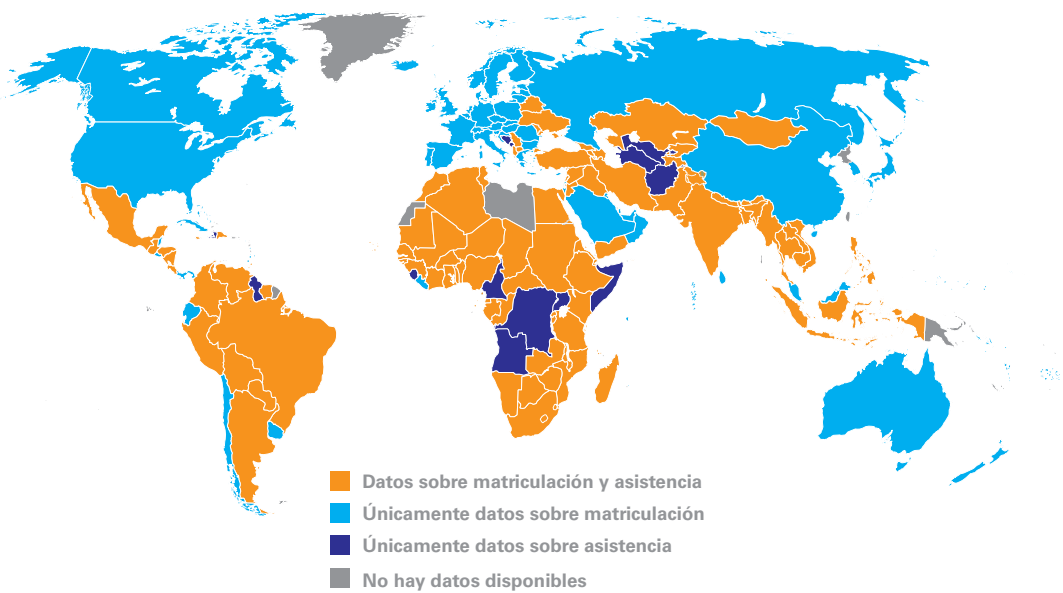 Datos sobre matriculación y asistencia
Únicamente datos sobre matriculación
Únicamente datos sobre asistencia
No hay datos disponibles